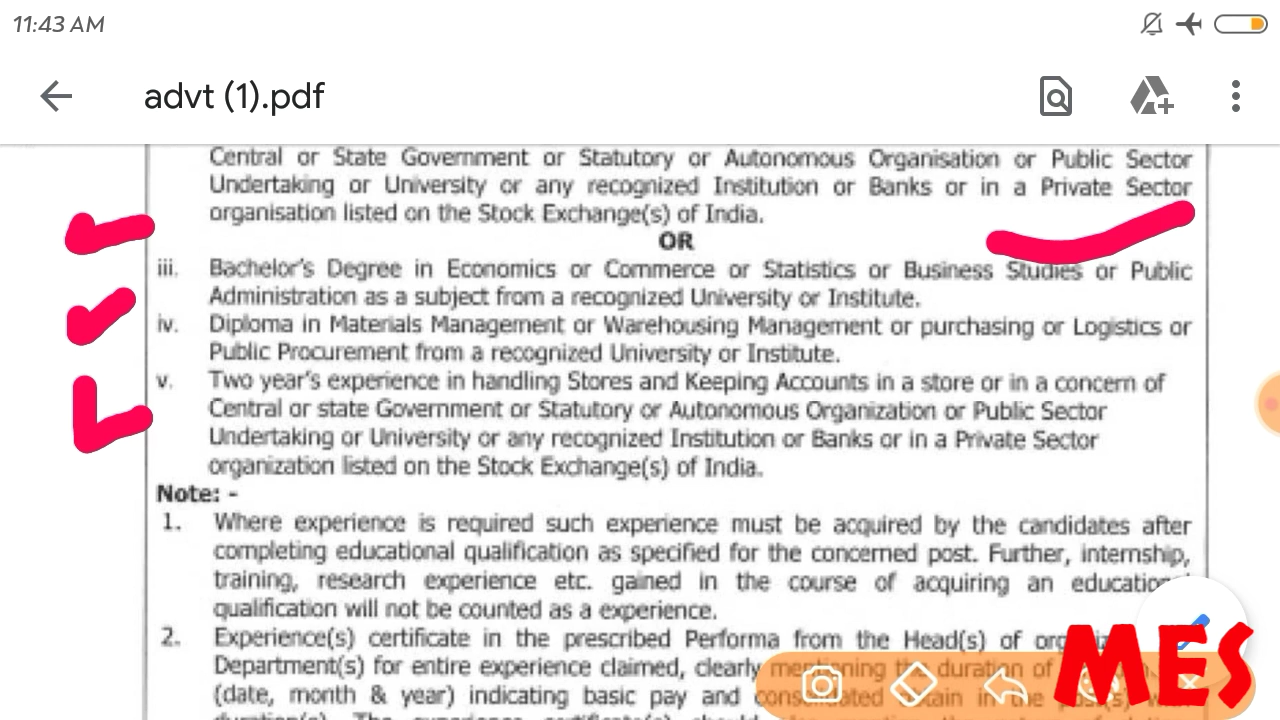 11:43 AM
advt (1).pdf
Central or State Government or Statutory or Autonomous Organisation or Public Sector
Undertaking or University or any recognized Institution or Banks or in a Private Sector
organisation listed on the Stock Exchange(s) of India.
OR
iii. Bachelor's Degree in Economics or Commerce or Statistics or Business Studies or Public
Administration as a subject from a recognized University or Institute.
iv. Diploma in Materials Management or Warehousing Management or purchasing or Logistics or
Public Procurement from a recognized University or Institute.
v. Two year's experience in handling Stores and Keeping Accounts in a store or in a concern of
Central or state Government or Statutory or Autonomous Organization or Public Sector
Undertaking or University or any recognized Institution or Banks or in a Private Sector
organization listed on the Stock Exchange(s) of India.
Note: -
1. Where experience is required such experience must be acquired by the candidates after
completing educational qualification as specified for the concerned post. Further, internship,
training, research experience etc. gained in the course of acquiring an educational
qualification will not be counted as a experience.
2. Experience(s) certificate in the prescribed Performa from the Head(s) of
Department(s) for entire experience claimed, clearly mentioning the duration of
(date, month & year) indicating basic pay and consolidated in the
MES